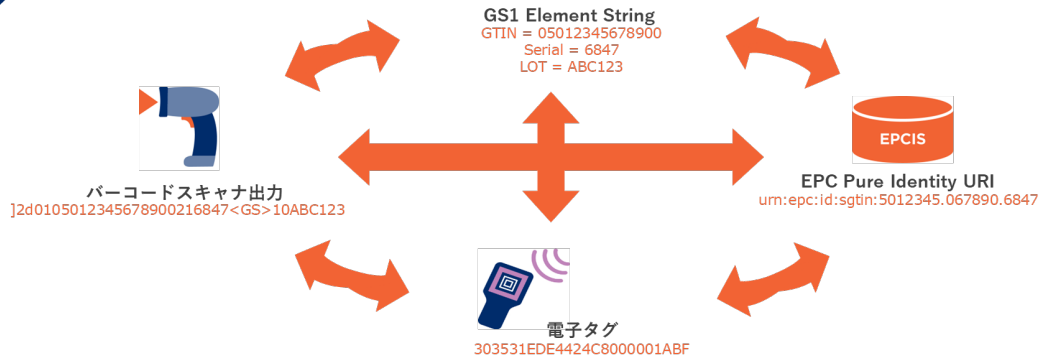 GS1 Element String
GTIN = 05012345678900
Serial = 6847
LOT = ABC123
EPCIS
バーコードスキャナ出力
]2d0105012345678900216847<GS>10ABC123
EPC Pure Identity URI
urn:epc:id:sgtin:5012345.067890.6847
電子タグ
303531EDE4424C8000001ABF